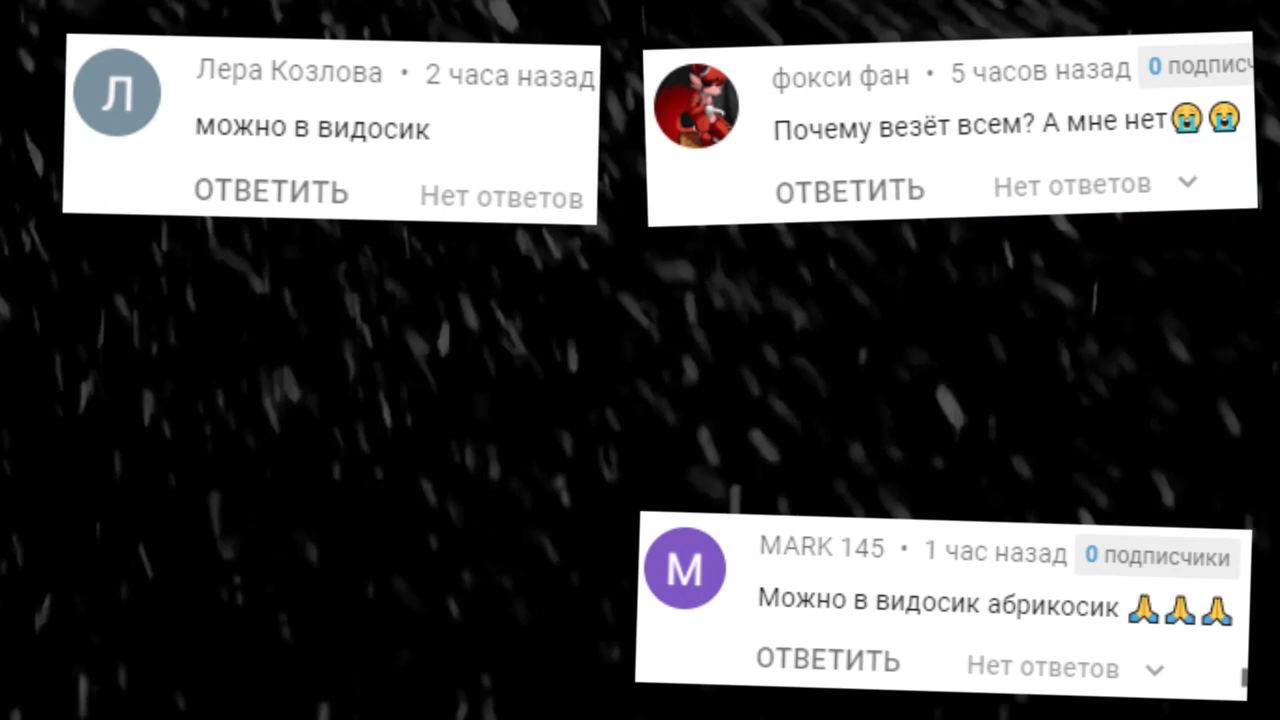 Л
Лера Козлова • 2 часа назад
можно в видосик
ОТВЕТИТЬ Нет ответов
фокси фан • 5 часов назад 0 подписч
Почему везёт всем? А мне нет😭😭
ОТВЕТИТЬ Нет ответов
M
MARK 145 • 1 час назад 0 подписчики
Можно в видосик абрикосик 🙏🙏🙏
ОТВЕТИТЬ Нет ответов